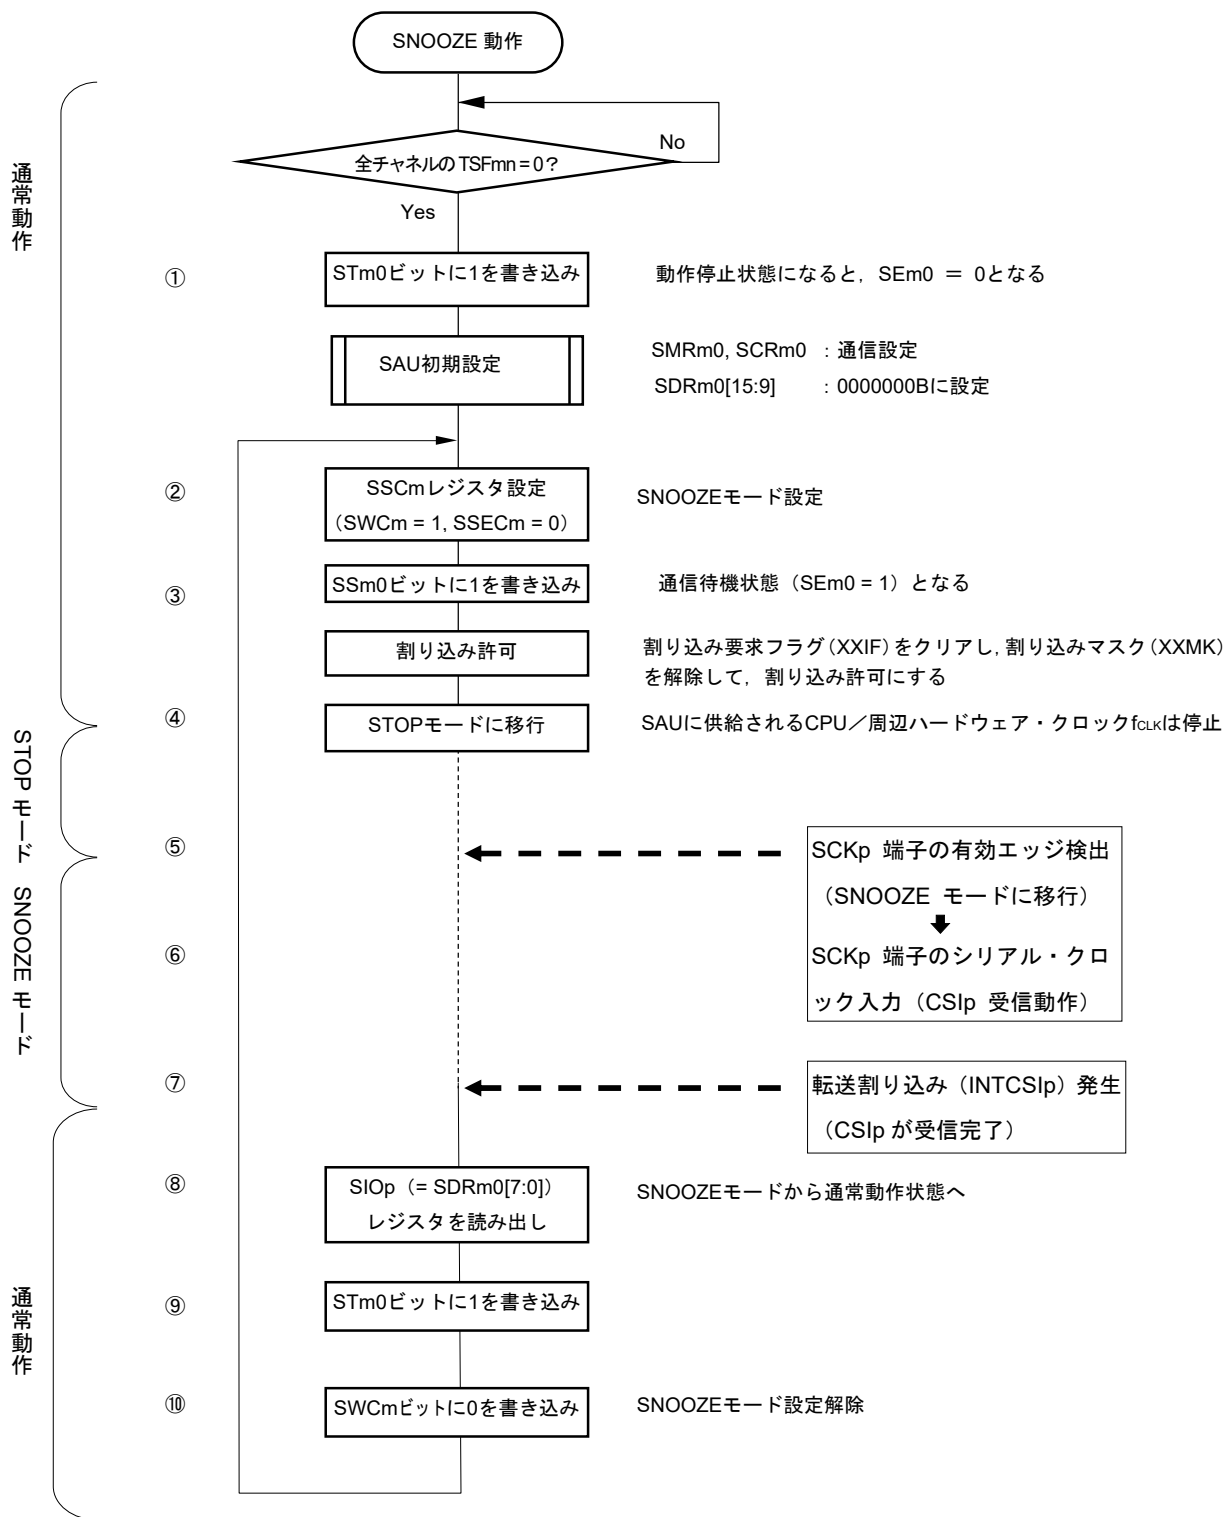 SNOOZE 動作
No
全チャネルの TSFmn = 0？
Yes
通常動作
①
STm0ビットに1を書き込み
動作停止状態になると，SEm0 ＝ 0となる
SAU初期設定
SMRm0, SCRm0 ：通信設定
SDRm0[15:9] ：0000000Bに設定
②
SSCmレジスタ設定
（SWCm = 1, SSECm = 0）
SNOOZEモード設定
③
SSm0ビットに1を書き込み
通信待機状態（SEm0 = 1）となる
割り込み許可
割り込み要求フラグ（XXIF）をクリアし，割り込みマスク（XXMK）
を解除して，割り込み許可にする
④
STOPモードに移行
SAUに供給されるCPU／周辺ハードウェア・クロックfCLKは停止
STOP モード
⑤
SCKp 端子の有効エッジ検出
（SNOOZE モードに移行）
SNOOZE モード
⑥
SCKp 端子のシリアル・クロ
ック入力（CSIp 受信動作）
⑦
転送割り込み（INTCSIp）発生
（CSIp が受信完了）
⑧
SIOp（= SDRm0[7:0]）
レジスタを読み出し
SNOOZEモードから通常動作状態へ
通常動作
⑨
STm0ビットに1を書き込み
⑩
SWCmビットに0を書き込み
SNOOZEモード設定解除